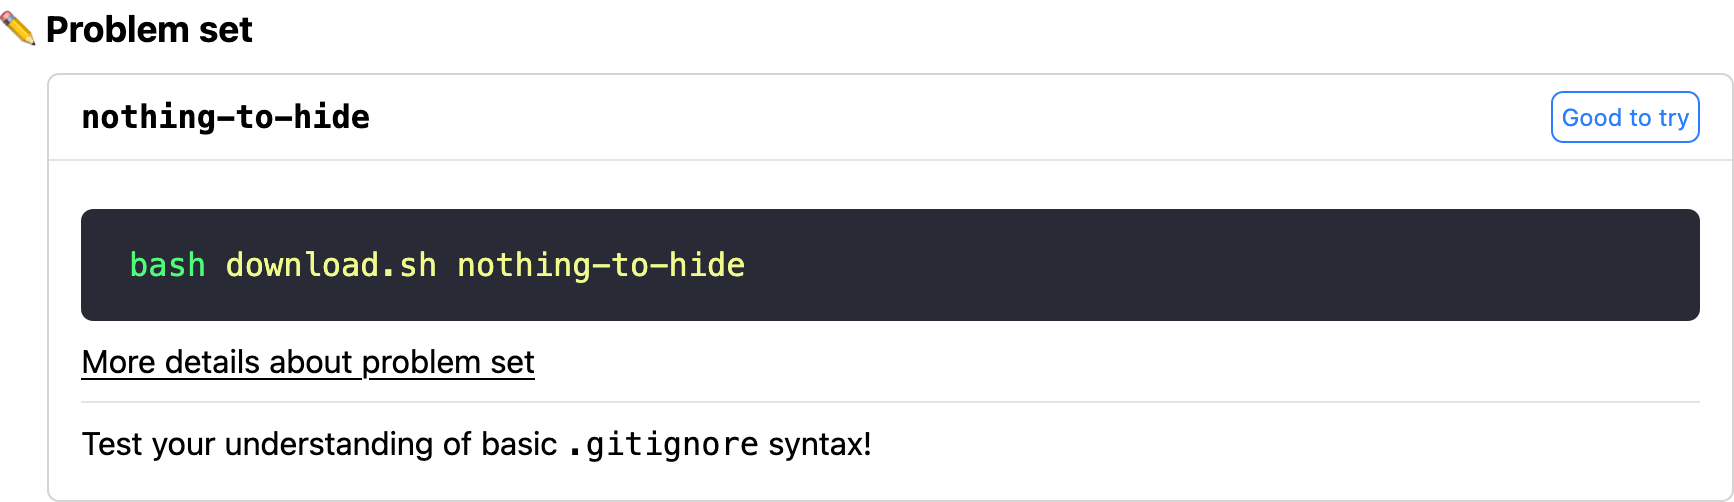 ✏️ Problem set
nothing-to-hide
Good to try
bash download.sh nothing-to-hide
More details about problem set
Test your understanding of basic .gitignore syntax!